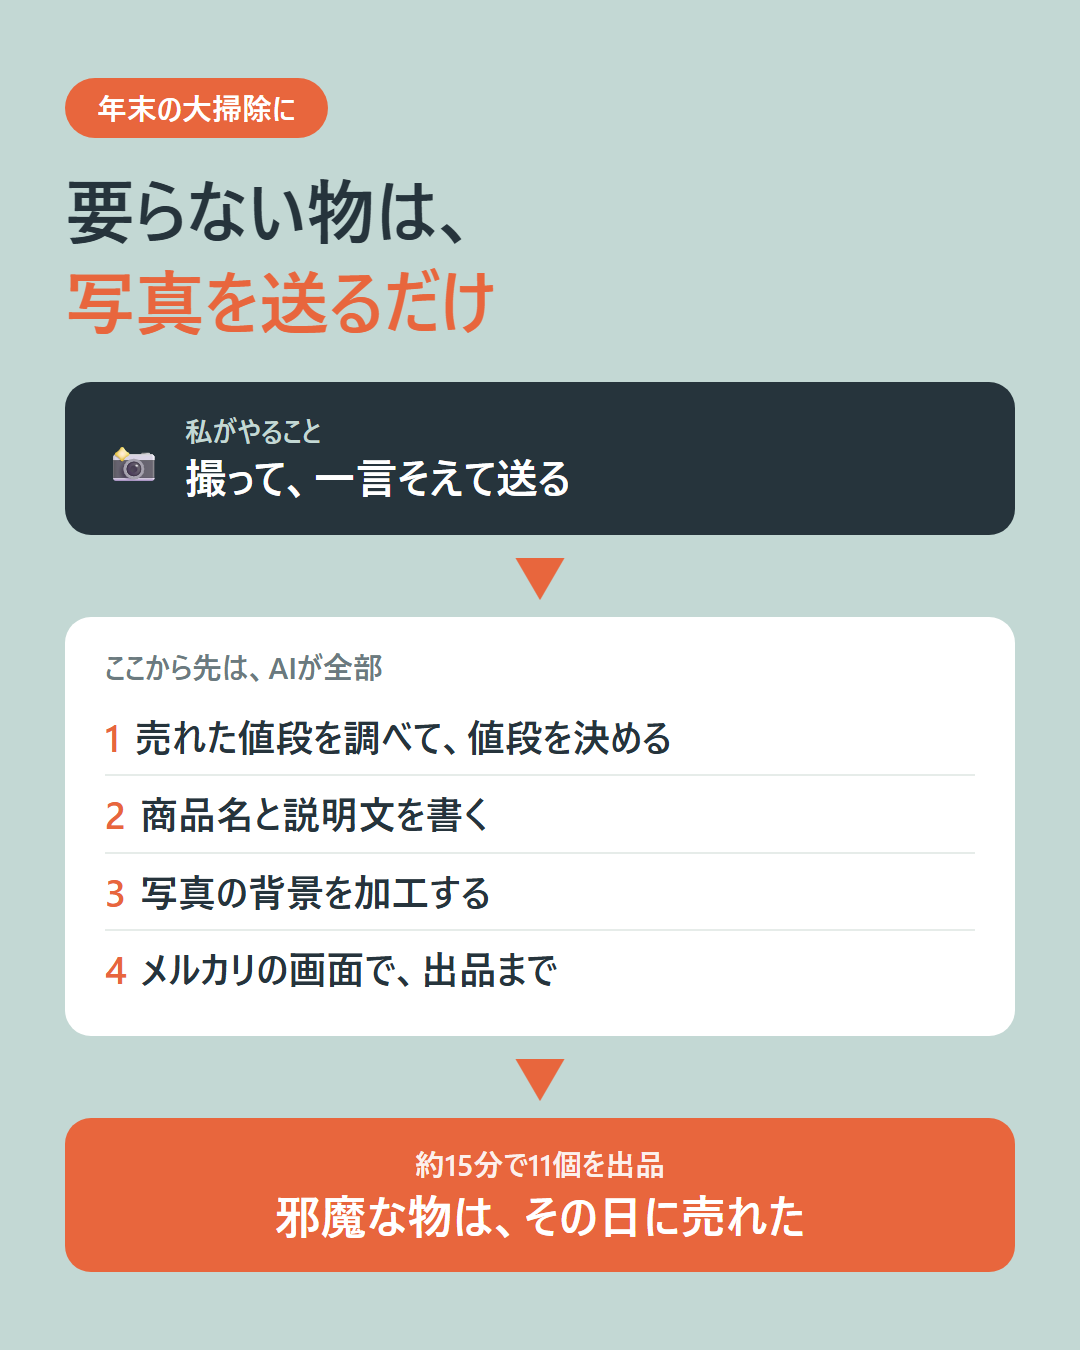 年末の大掃除に
要らない物は、
写真を送るだけ
私がやること
撮って、一言そえて送る
ここから先は、AIが全部
1 売れた値段を調べて、値段を決める
2 商品名と説明文を書く
3 写真の背景を加工する
4 メルカリの画面で、出品まで
約15分で11個を出品
邪魔な物は、その日に売れた